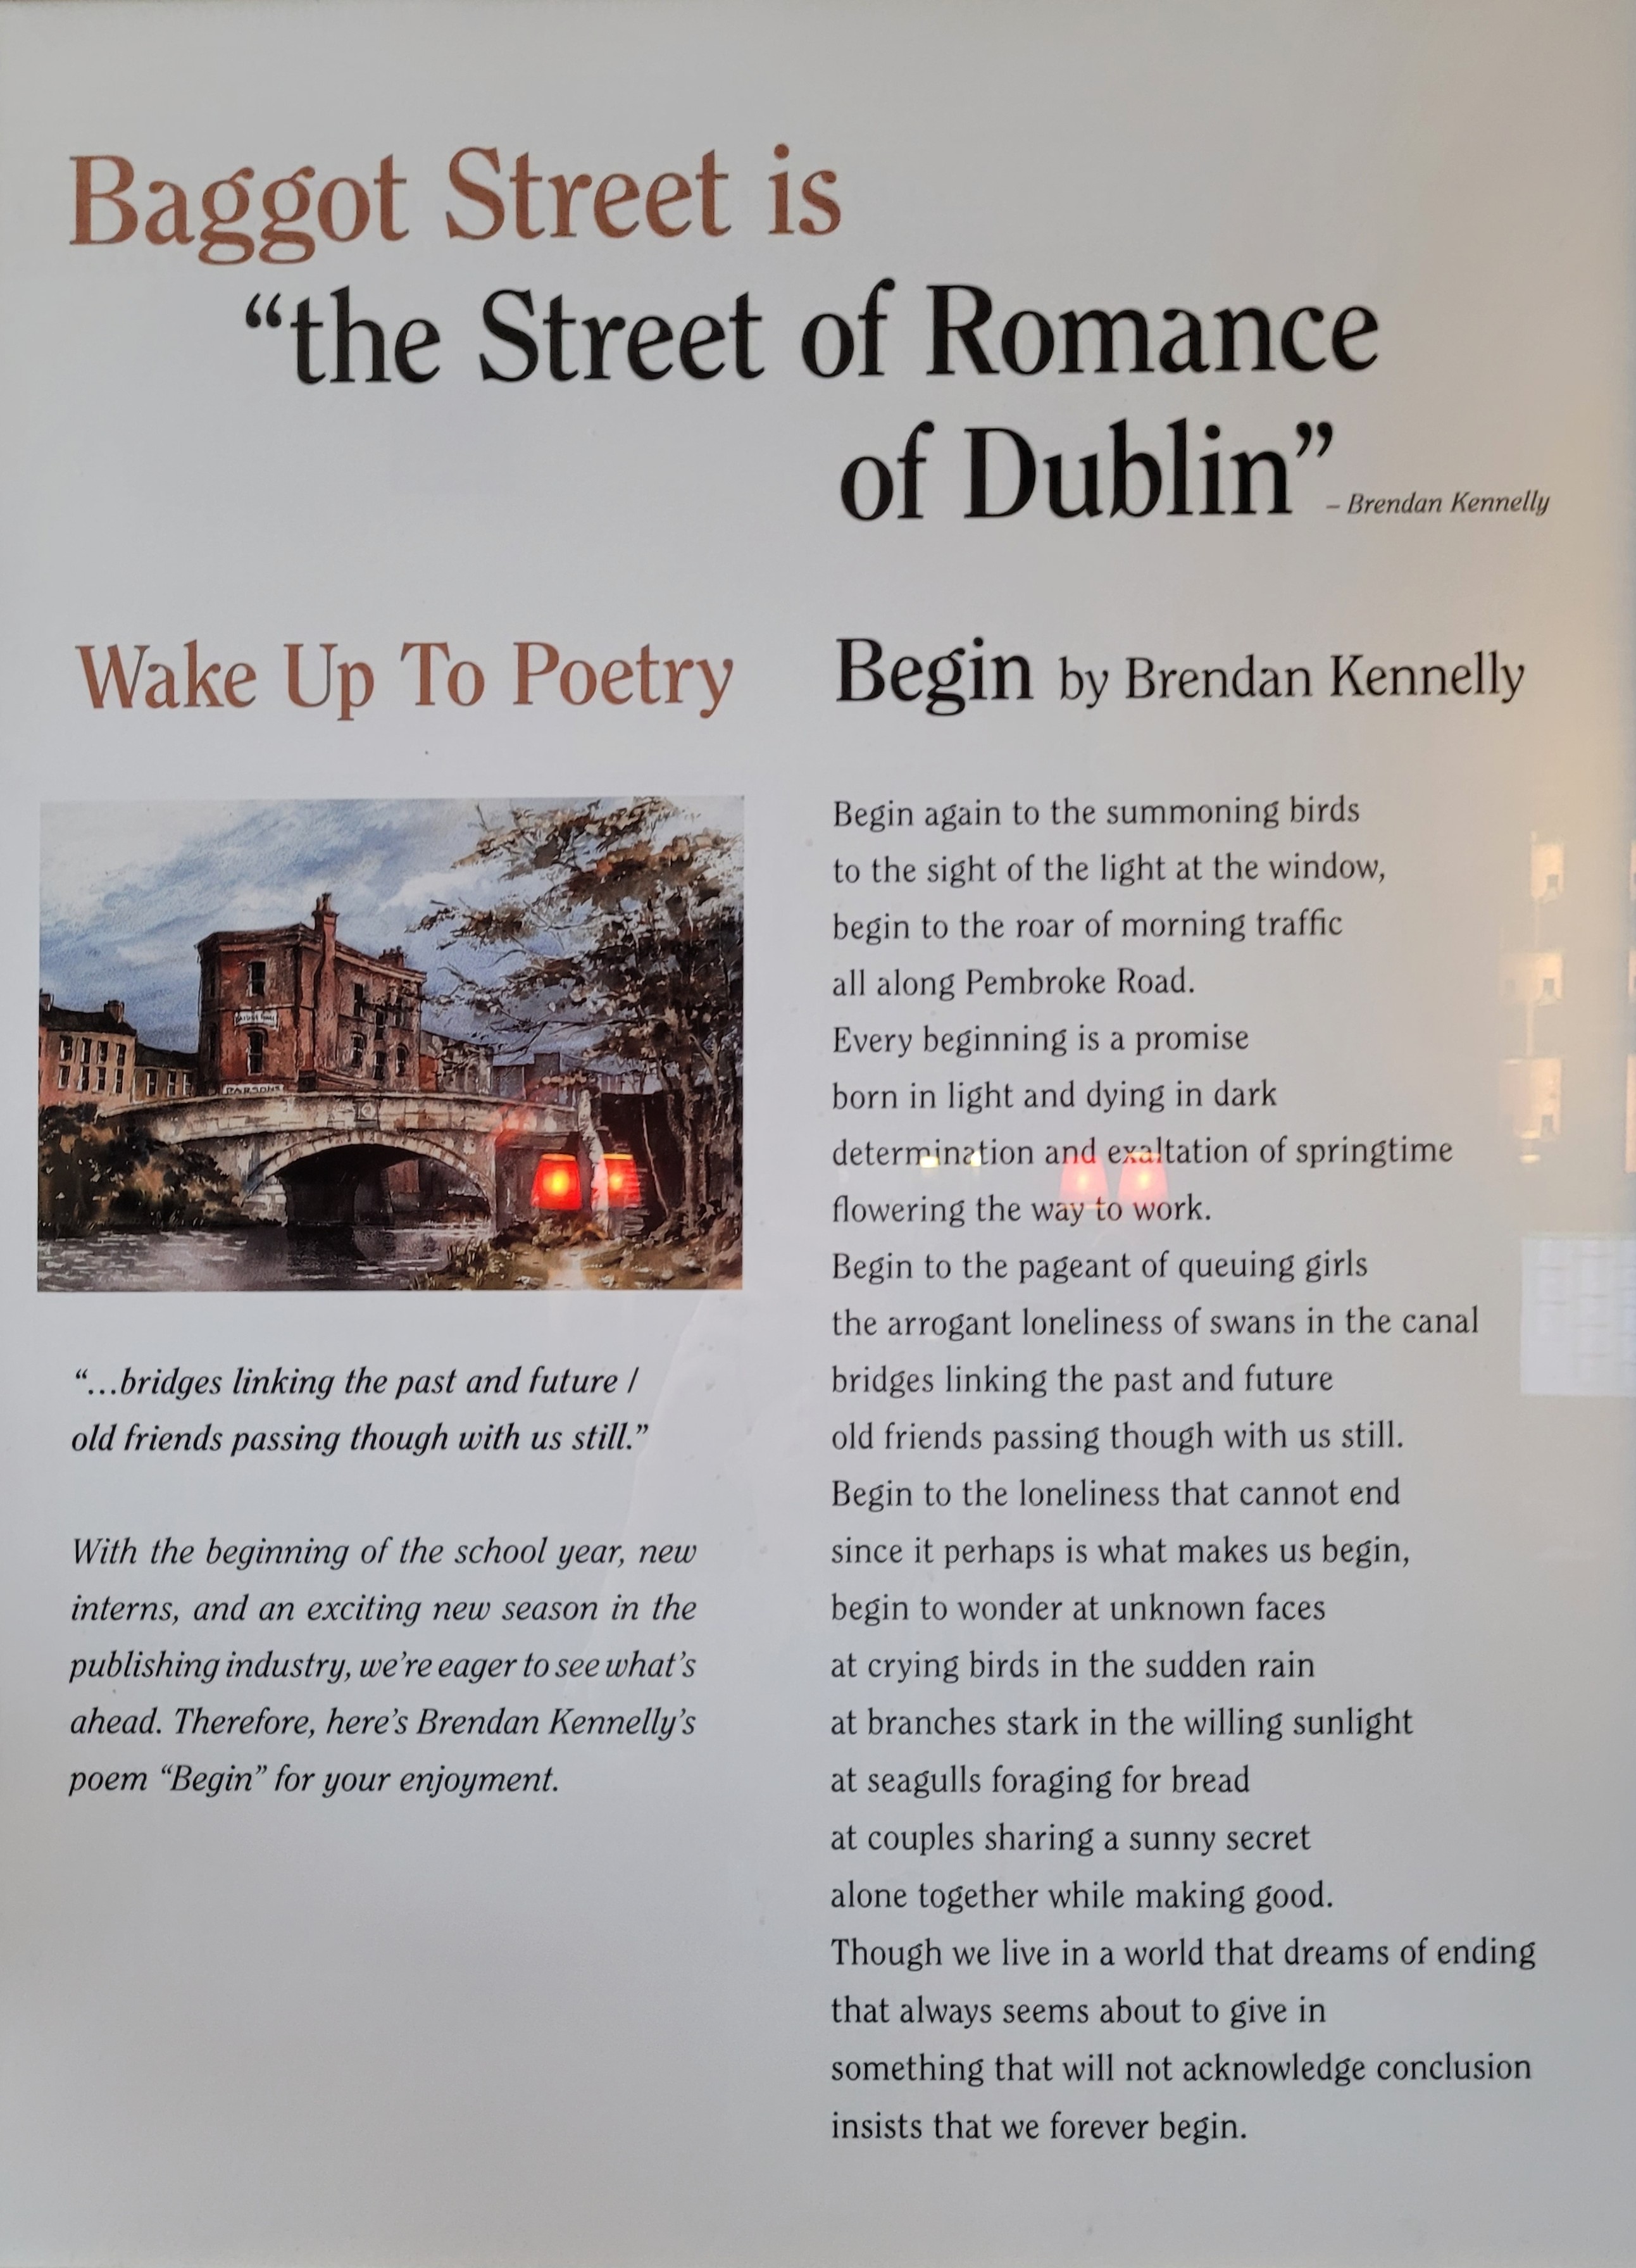 Baggot Street is
“the Street of Romance
of Dublin” – Brendan Kennelly
Wake Up To Poetry
PARSONS
“...bridges linking the past and future /
old friends passing though with us still.”
With the beginning of the school year, new
interns, and an exciting new season in the
publishing industry, we’re eager to see what’s
ahead. Therefore, here’s Brendan Kennelly’s
poem “Begin” for your enjoyment.
Begin by Brendan Kennelly
Begin again to the summoning birds
to the sight of the light at the window,
begin to the roar of morning traffic
all along Pembroke Road.
Every beginning is a promise
born in light and dying in dark
determination and exaltation of springtime
flowering the way to work.
Begin to the pageant of queuing girls
the arrogant loneliness of swans in the canal
bridges linking the past and future
old friends passing though with us still.
Begin to the loneliness that cannot end
since it perhaps is what makes us begin,
begin to wonder at unknown faces
at crying birds in the sudden rain
at branches stark in the willing sunlight
at seagulls foraging for bread
at couples sharing a sunny secret
alone together while making good.
Though we live in a world that dreams of ending
that always seems about to give in
something that will not acknowledge conclusion
insists that we forever begin.